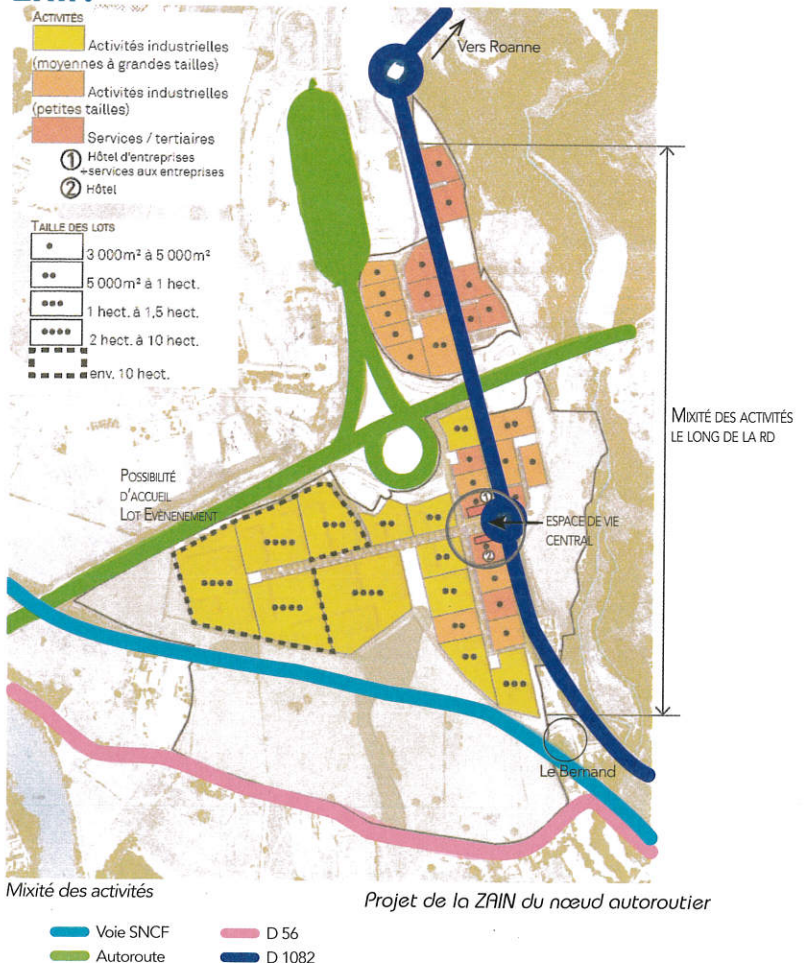 ACTIVITÉS
Activités industrielles
(moyennes à grandes tailles)
Activités industrielles
(petites tailles)
Services / tertiaires
1 Hôtel d'entreprises
+services aux entreprises
2 Hôtel
TAILLE DES LOTS
3 000m² à 5 000m²
5 000m² à 1 hect.
1 hect. à 1,5 hect.
2 hect. à 10 hect.
env. 10 hect.
Vers Roanne
MIXITÉ DES ACTIVITÉS
LE LONG DE LA RD
POSSIBILITÉ
D'ACCUEIL
LOT EVÈNENEMENT
1
ESPACE DE VIE
CENTRAL
2
Le Bernand
Mixité des activités
Projet de la ZAIN du nœud autoroutier
Voie SNCF
D 56
Autoroute
D 1082